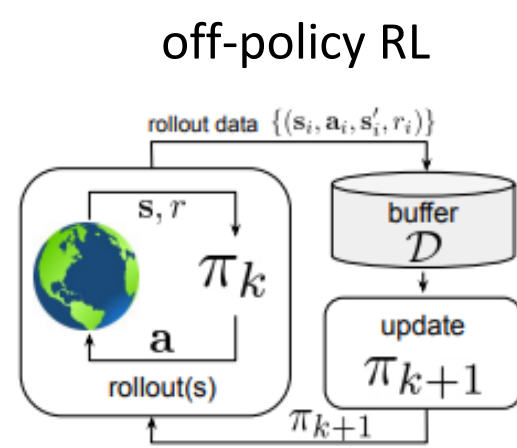 off-policy RL
rollout data {(s_i, a_i, s'_i, r_i)}
s, r
π_k
a
rollout(s)
buffer
D
update
π_{k+1}
π_{k+1}